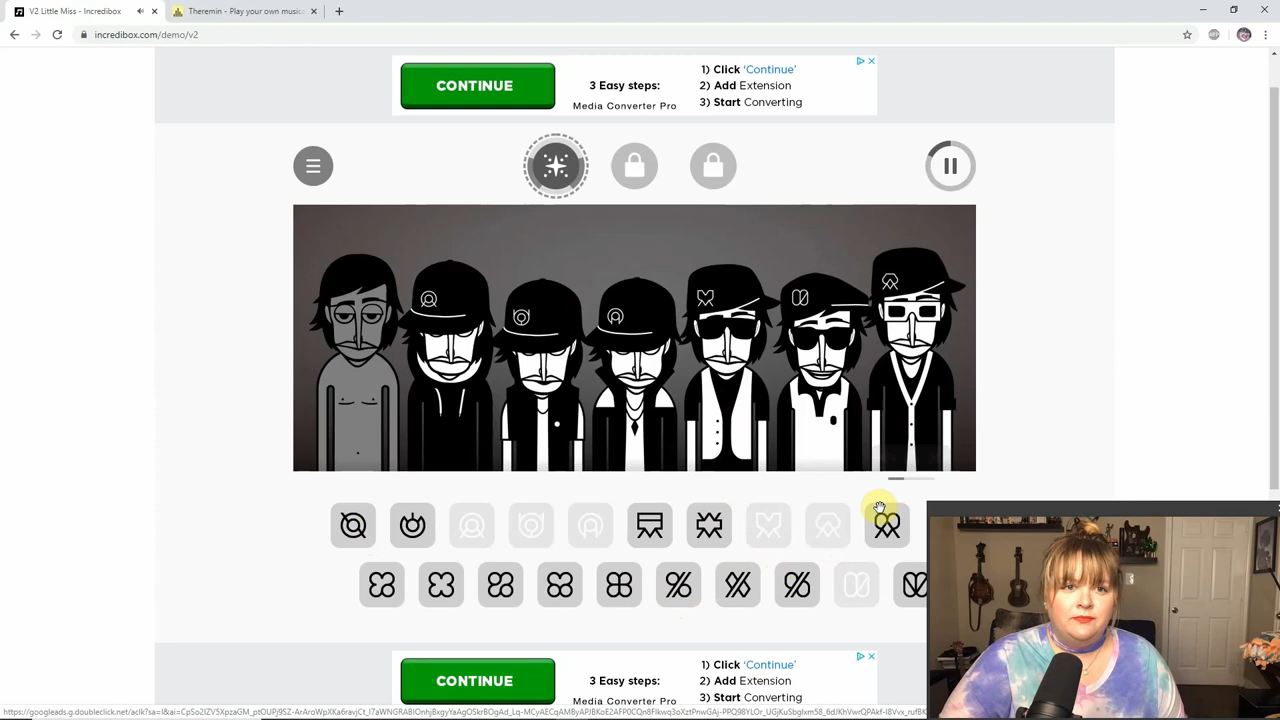 V2 Little Miss - Incredibox
Theremin - Play your own musica
incredibox.com/demo/v2
CONTINUE
3 Easy steps:
Media Converter Pro
1) Click 'Continue'
2) Add Extension
3) Start Converting
CONTINUE
3 Easy steps:
Media Converter Pro
1) Click 'Continue'
2) Add Extension
3) Start Converting